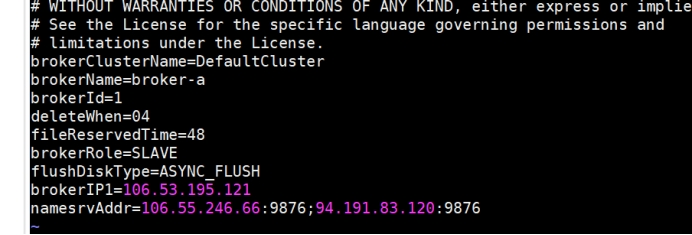 # WITHOUT WARRANTIES OR CONDITIONS OF ANY KIND, either express or implie
# See the License for the specific language governing permissions and
# limitations under the License.
brokerClusterName=DefaultCluster
brokerName=broker-a
brokerId=1
deleteWhen=04
fileReservedTime=48
brokerRole=SLAVE
flushDiskType=ASYNC_FLUSH
brokerIP1=106.53.195.121
namesrvAddr=106.55.246.66:9876;94.191.83.120:9876
~